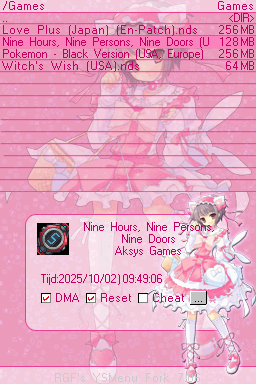 /Games Games
.. <DIR>
Love Plus (Japan) (En-Patch).nds 256MB
Nine Hours, Nine Persons, Nine Doors (U 128MB
Pokemon - Black Version (USA, Europe) 256MB
Witch's Wish (USA).nds 64MB
Nine Hours, Nine Persons,
Nine Doors
Aksys Games
Tijd:2025/10/02 09:49:06
DMA Reset Cheat ...